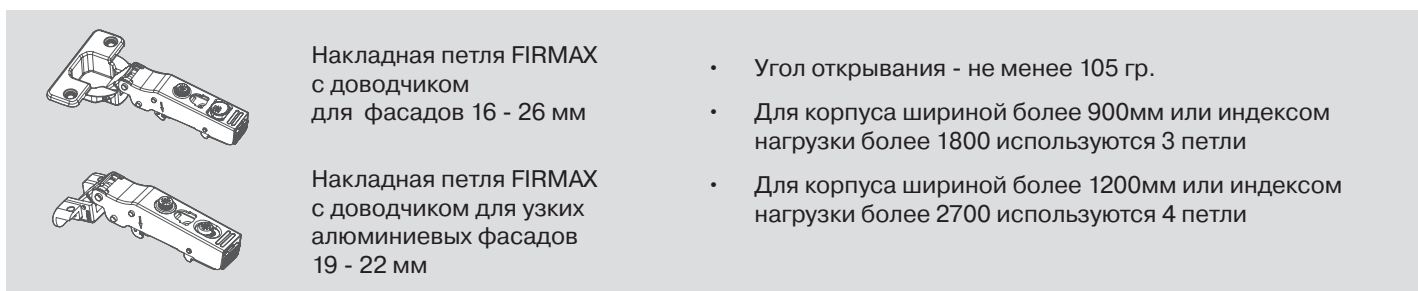 Накладная петля FIRMAX
с доводчиком
для фасадов 16 - 26 мм
Накладная петля FIRMAX
с доводчиком для узких
алюминиевых фасадов
19 - 22 мм
• Угол открывания - не менее 105 гр.
• Для корпуса шириной более 900мм или индексом
нагрузки более 1800 используются 3 петли
• Для корпуса шириной более 1200мм или индексом
нагрузки более 2700 используются 4 петли